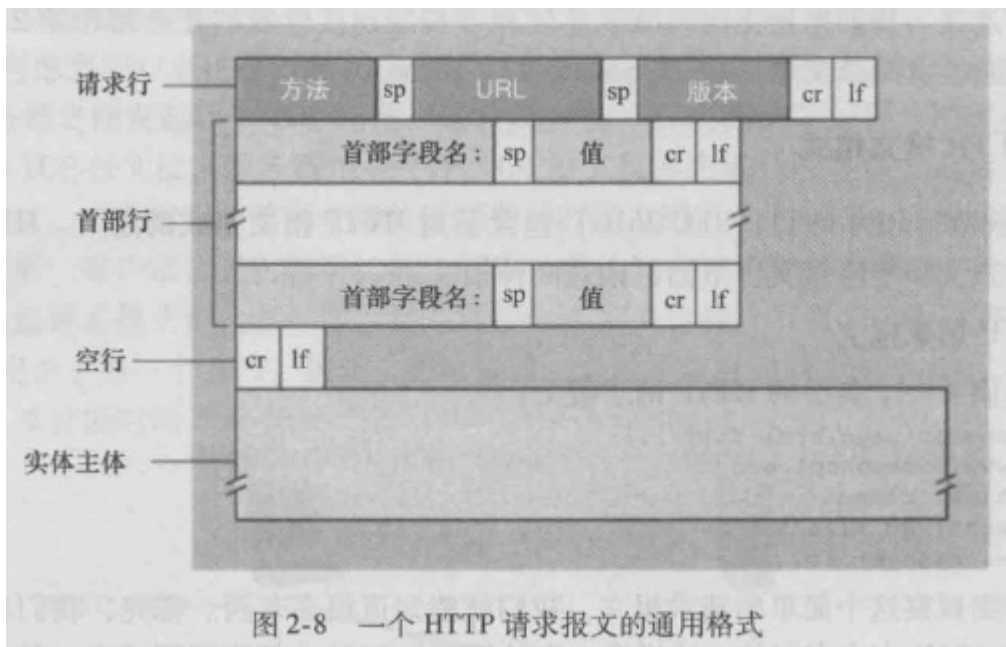 请求行 方法 sp URL sp 版本 cr lf
首部字段名： sp 值 cr lf
首部行
首部字段名： sp 值 cr lf
空行 cr lf
实体主体
图 2-8 一个 HTTP 请求报文的通用格式